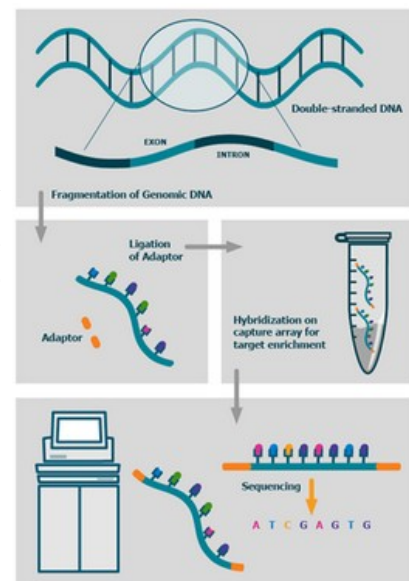 Double-stranded DNA
EXON
INTRON
Fragmentation of Genomic DNA
Ligation
of Adaptor
Adaptor
Hybridization on
capture array for
target enrichment
Sequencing
A T C G A G T G